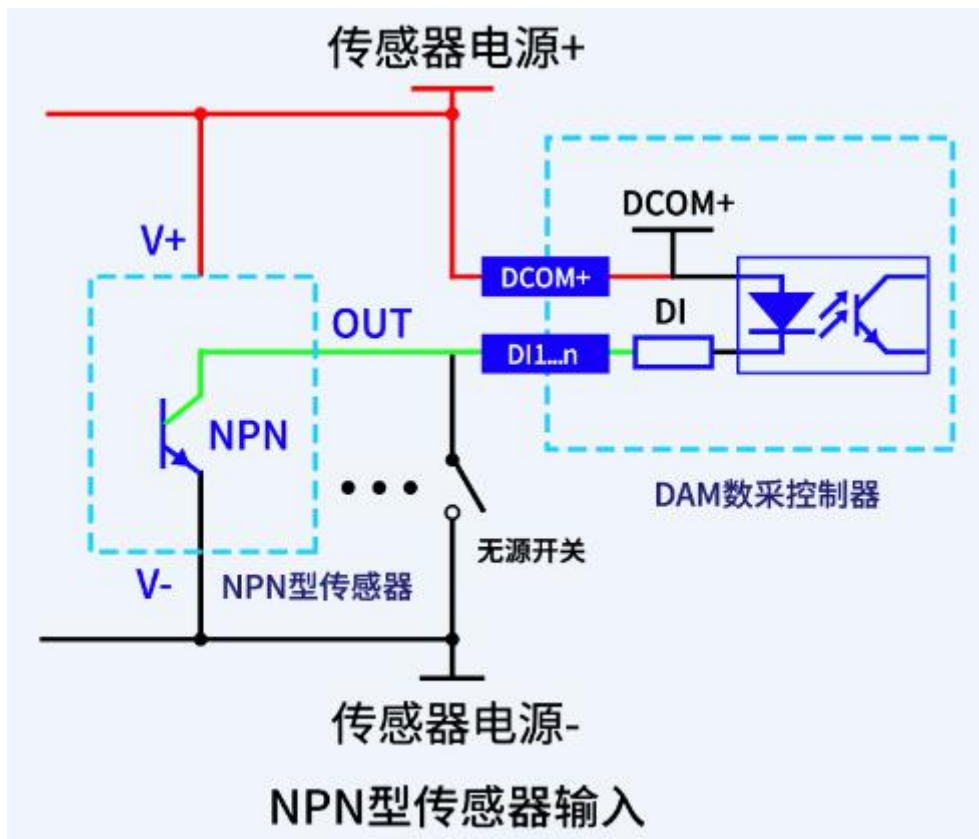 传感器电源+
DCOM+
V+
DCOM+
OUT
DI
DI1...n
NPN
DAM数采控制器
无源开关
V-
NPN型传感器
传感器电源-
NPN型传感器输入